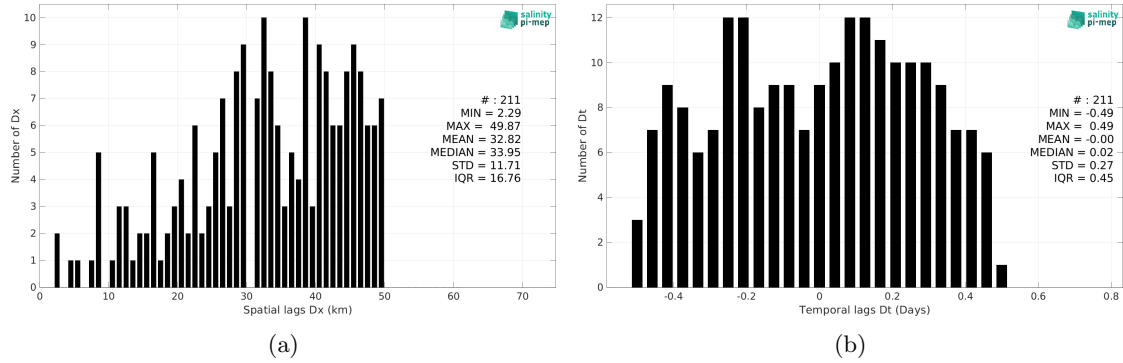 salinity
pi-mep
10
9
8
7
6
5
4
3
2
1
0
Number of Dx
# : 211
MIN = 2.29
MAX = 49.87
MEAN = 32.82
MEDIAN = 33.95
STD = 11.71
IQR = 16.76
0 10 20 30 40 50 60 70
Spatial lags Dx (km)
(a)
salinity
pi-mep
12
10
8
6
4
2
0
Number of Dt
# : 211
MIN = -0.49
MAX = 0.49
MEAN = -0.00
MEDIAN = 0.02
STD = 0.27
IQR = 0.45
-0.4 -0.2 0 0.2 0.4 0.6 0.8
Temporal lags Dt (Days)
(b)